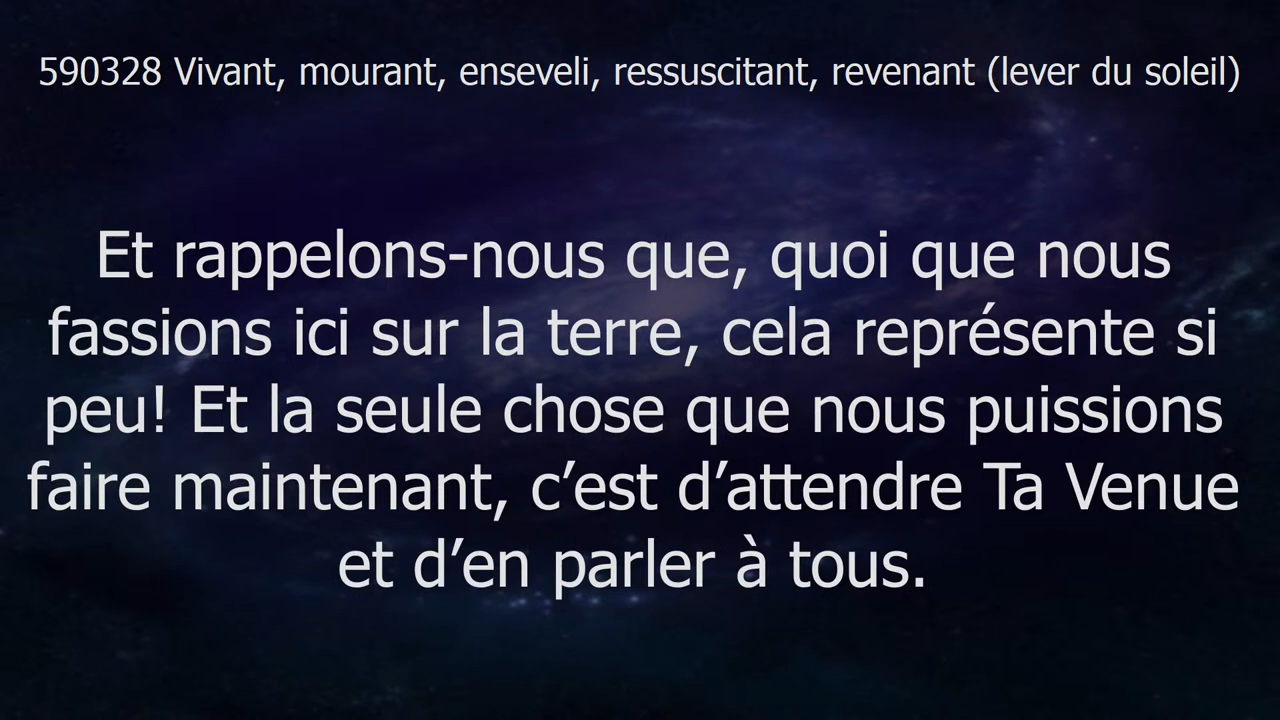 590328 Vivant, mourant, enseveli, ressuscitant, revenant (lever du soleil)
Et rappelons-nous que, quoi que nous
fassions ici sur la terre, cela représente si
peu! Et la seule chose que nous puissions
faire maintenant, c’est d’attendre Ta Venue
et d’en parler à tous.